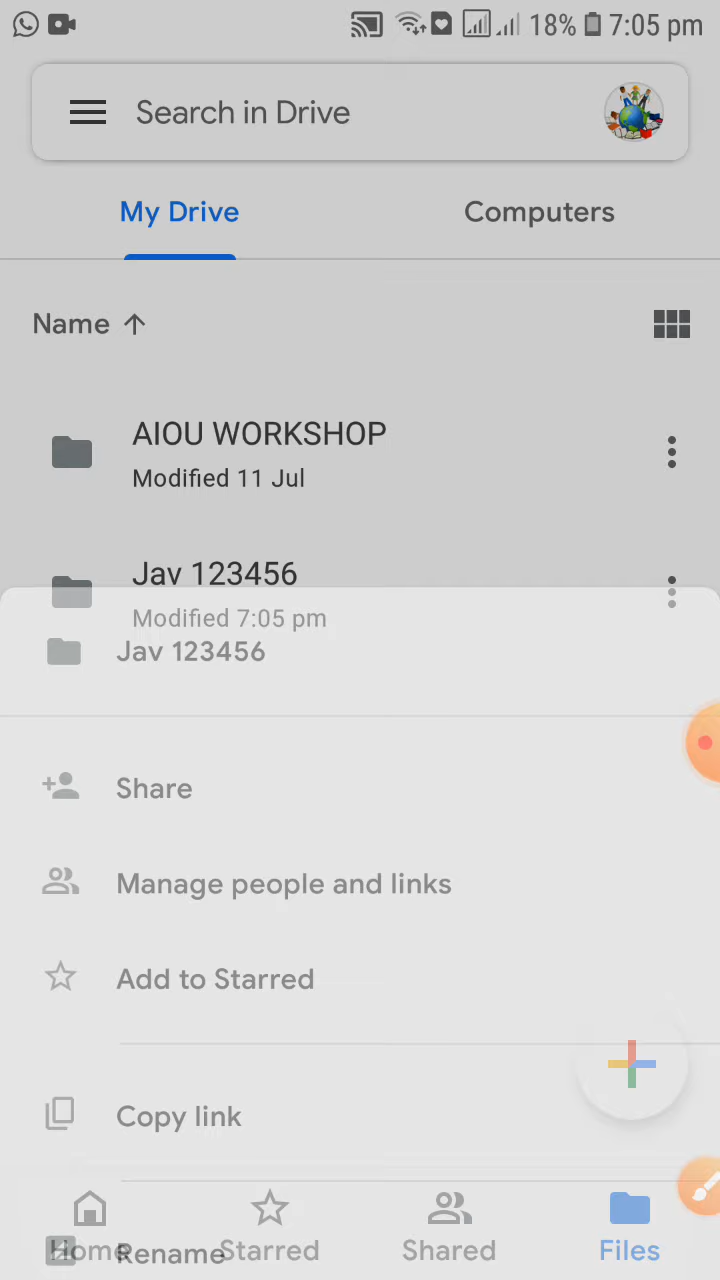 18% 7:05 pm
Search in Drive
My Drive Computers
Name
AIOU WORKSHOP
Modified 11 Jul
Jav 123456
Modified 7:05 pm
Jav 123456
Share
Manage people and links
Add to Starred
Copy link
Home Starred Shared Files
Rename